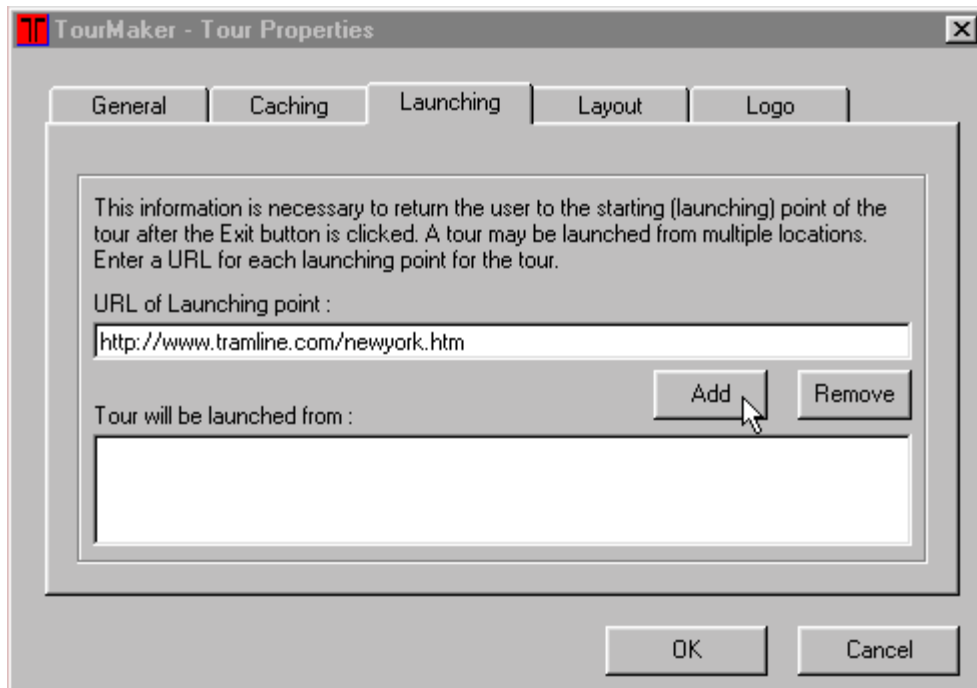 TourMaker - Tour Properties
General Caching Launching Layout Logo
This information is necessary to return the user to the starting (launching) point of the
tour after the Exit button is clicked. A tour may be launched from multiple locations.
Enter a URL for each launching point for the tour.
URL of Launching point :
http://www.tramline.com/newyork.htm
Add Remove
Tour will be launched from :
OK Cancel